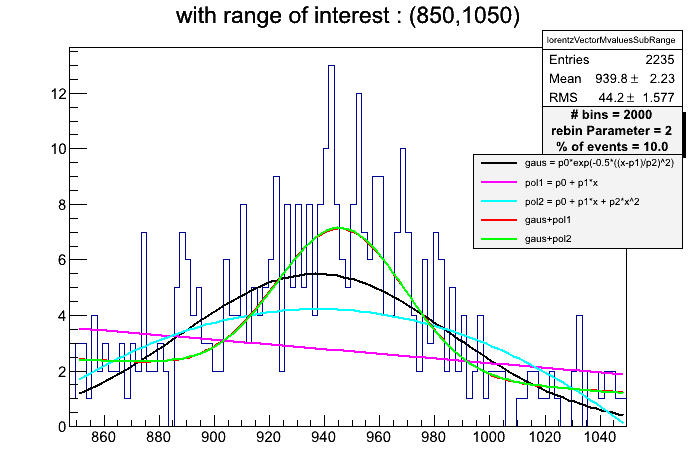 with range of interest : (850,1050)
lorentzVectorMvaluesSubRange
Entries 2235
Mean 939.8 ± 2.23
RMS 44.2 ± 1.577
# bins = 2000
rebin Parameter = 2
% of events = 10.0
gaus = p0*exp(-0.5*((x-p1)/p2)^2)
pol1 = p0 + p1*x
pol2 = p0 + p1*x + p2*x^2
gaus+pol1
gaus+pol2
12
10
8
6
4
2
0
860 880 900 920 940 960 980 1000 1020 1040